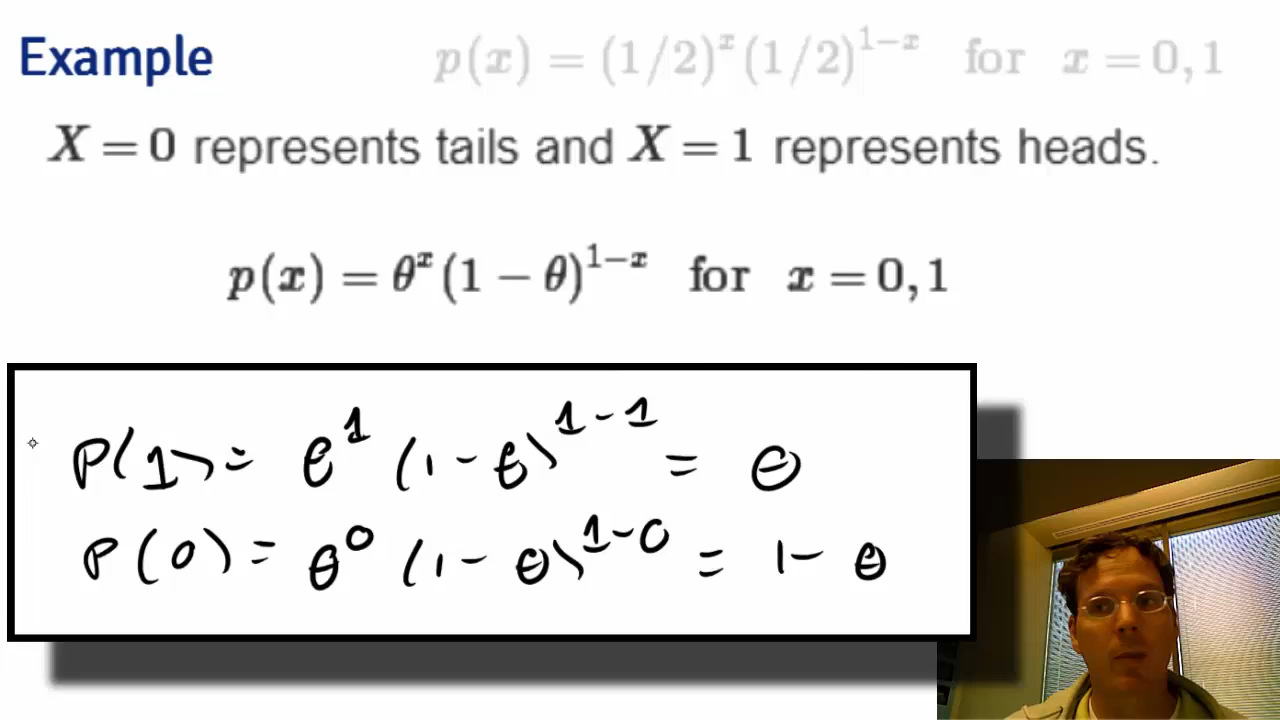 Example p(x) = (1/2)^x (1/2)^{1−x} for x = 0, 1
X = 0 represents tails and X = 1 represents heads.
p(x) = θ^x (1 − θ)^{1−x} for x = 0, 1
P(1) = θ^1 (1 - θ)^{1-1} = θ
P(0) = θ^0 (1 - θ)^{1-0} = 1 - θ